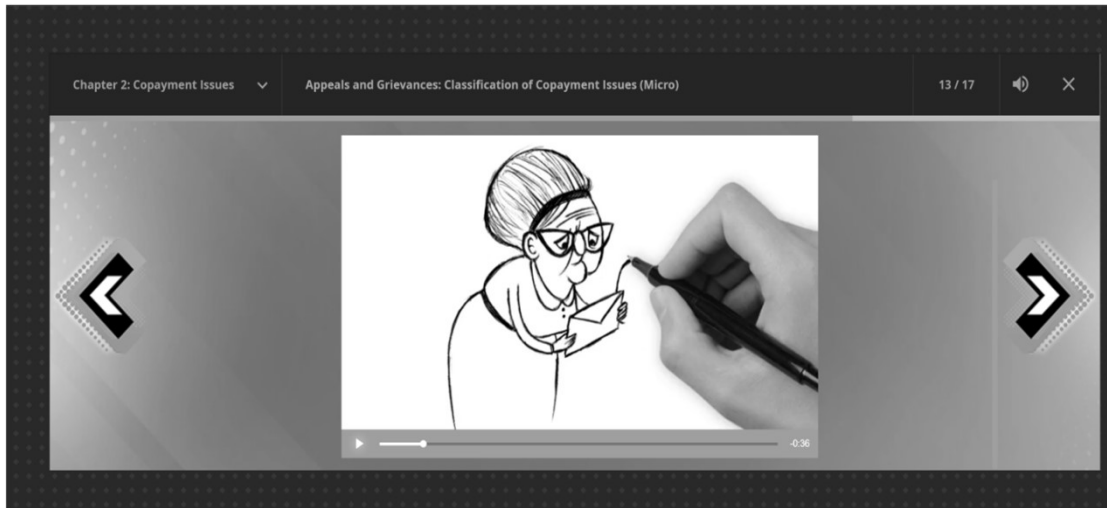 Chapter 2: Copayment Issues
Appeals and Grievances: Classification of Copayment Issues (Micro)
13 / 17
-0:36